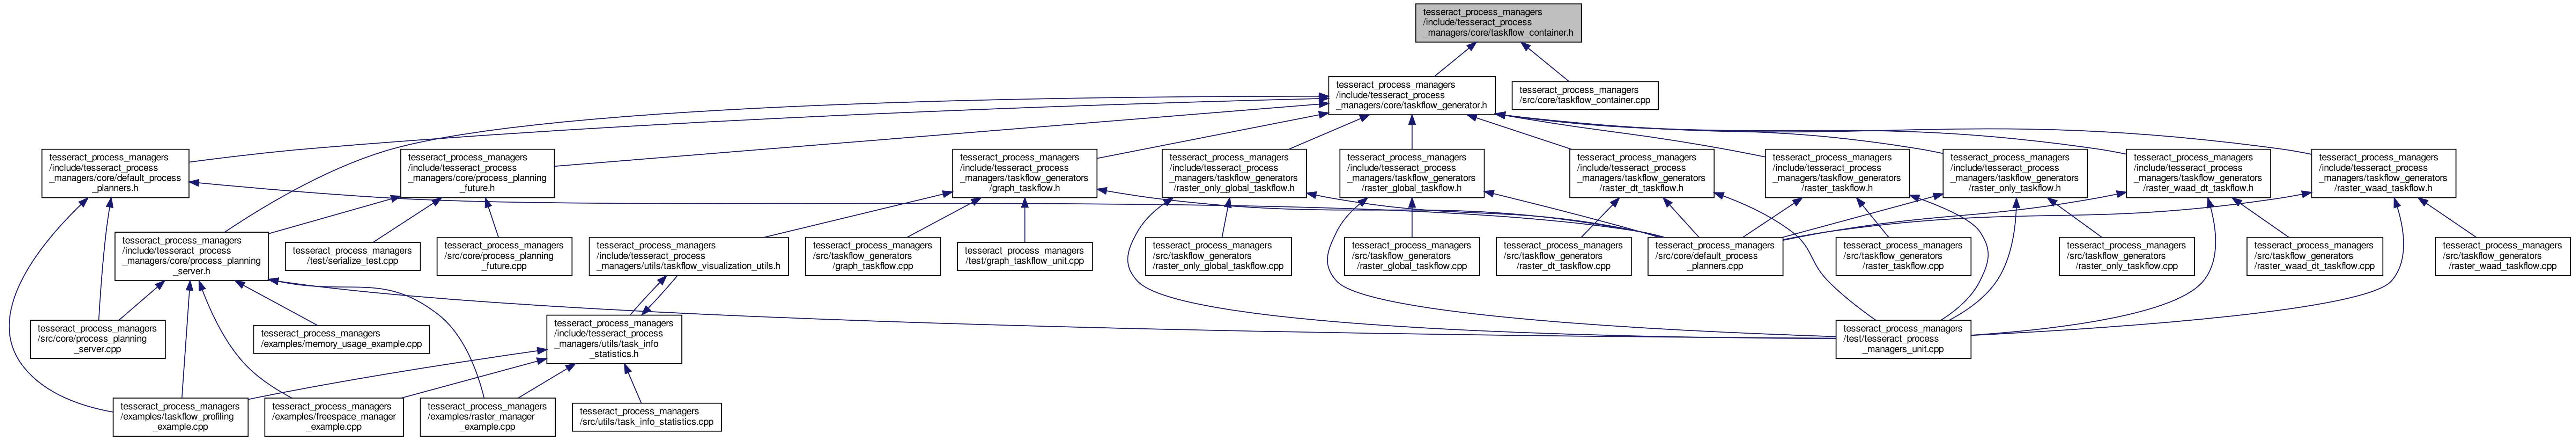 tesseract_process_managers
/include/tesseract_process
_managers/core/taskflow_container.h
tesseract_process_managers
/include/tesseract_process
_managers/core/taskflow_generator.h
tesseract_process_managers
/src/core/taskflow_container.cpp
tesseract_process_managers
/include/tesseract_process
_managers/core/default_process
_planners.h
tesseract_process_managers
/include/tesseract_process
_managers/core/process_planning
_future.h
tesseract_process_managers
/include/tesseract_process
_managers/taskflow_generators
/graph_taskflow.h
tesseract_process_managers
/include/tesseract_process
_managers/taskflow_generators
/raster_only_global_taskflow.h
tesseract_process_managers
/include/tesseract_process
_managers/taskflow_generators
/raster_global_taskflow.h
tesseract_process_managers
/include/tesseract_process
_managers/taskflow_generators
/raster_dt_taskflow.h
tesseract_process_managers
/include/tesseract_process
_managers/taskflow_generators
/raster_taskflow.h
tesseract_process_managers
/include/tesseract_process
_managers/taskflow_generators
/raster_only_taskflow.h
tesseract_process_managers
/include/tesseract_process
_managers/taskflow_generators
/raster_waad_dt_taskflow.h
tesseract_process_managers
/include/tesseract_process
_managers/taskflow_generators
/raster_waad_taskflow.h
tesseract_process_managers
/include/tesseract_process
_managers/core/process_planning
_server.h
tesseract_process_managers
/test/serialize_test.cpp
tesseract_process_managers
/src/core/process_planning
_future.cpp
tesseract_process_managers
/include/tesseract_process
_managers/utils/taskflow_visualization_utils.h
tesseract_process_managers
/src/taskflow_generators
/graph_taskflow.cpp
tesseract_process_managers
/test/graph_taskflow_unit.cpp
tesseract_process_managers
/src/taskflow_generators
/raster_only_global_taskflow.cpp
tesseract_process_managers
/src/taskflow_generators
/raster_global_taskflow.cpp
tesseract_process_managers
/src/taskflow_generators
/raster_dt_taskflow.cpp
tesseract_process_managers
/src/core/default_process
_planners.cpp
tesseract_process_managers
/src/taskflow_generators
/raster_taskflow.cpp
tesseract_process_managers
/src/taskflow_generators
/raster_only_taskflow.cpp
tesseract_process_managers
/src/taskflow_generators
/raster_waad_dt_taskflow.cpp
tesseract_process_managers
/src/taskflow_generators
/raster_waad_taskflow.cpp
tesseract_process_managers
/src/core/process_planning
_server.cpp
tesseract_process_managers
/examples/memory_usage_example.cpp
tesseract_process_managers
/include/tesseract_process
_managers/utils/task_info
_statistics.h
tesseract_process_managers
/test/tesseract_process
_managers_unit.cpp
tesseract_process_managers
/examples/taskflow_profiling
_example.cpp
tesseract_process_managers
/examples/freespace_manager
_example.cpp
tesseract_process_managers
/examples/raster_manager
_example.cpp
tesseract_process_managers
/src/utils/task_info_statistics.cpp